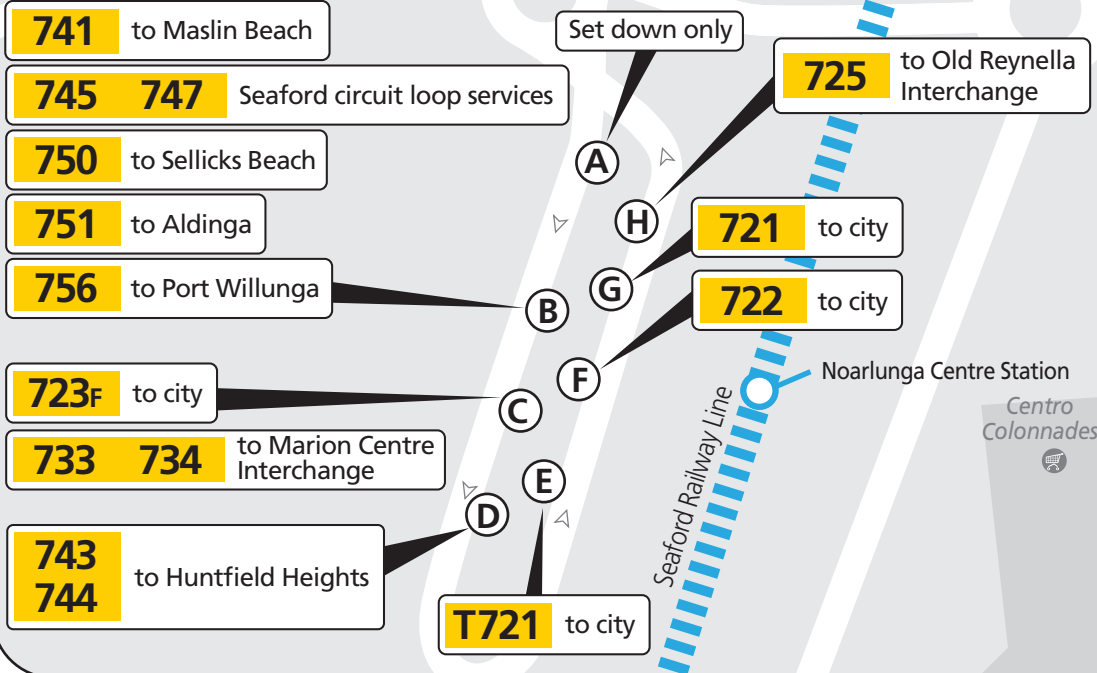 741 to Maslin Beach
745 747 Seaford circuit loop services
750 to Sellicks Beach
751 to Aldinga
756 to Port Willunga
723F to city
733 734 to Marion Centre
Interchange
743
744
to Huntfield Heights
Set down only
725
to Old Reynella
Interchange
721 to city
722 to city
T721 to city
A
H
G
B
F
C
E
D
Noarlunga Centre Station
Centro
Colonnades
Seaford Railway Line